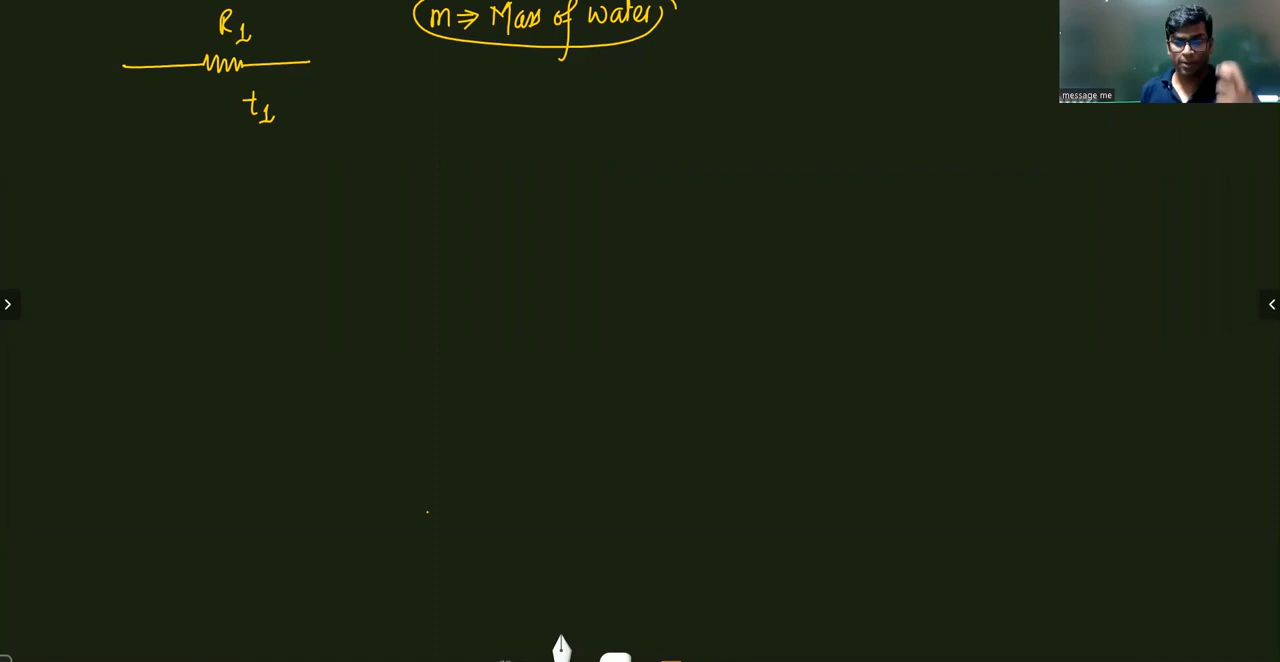 R1
(m ⇒ Mass of water)
t1
message me